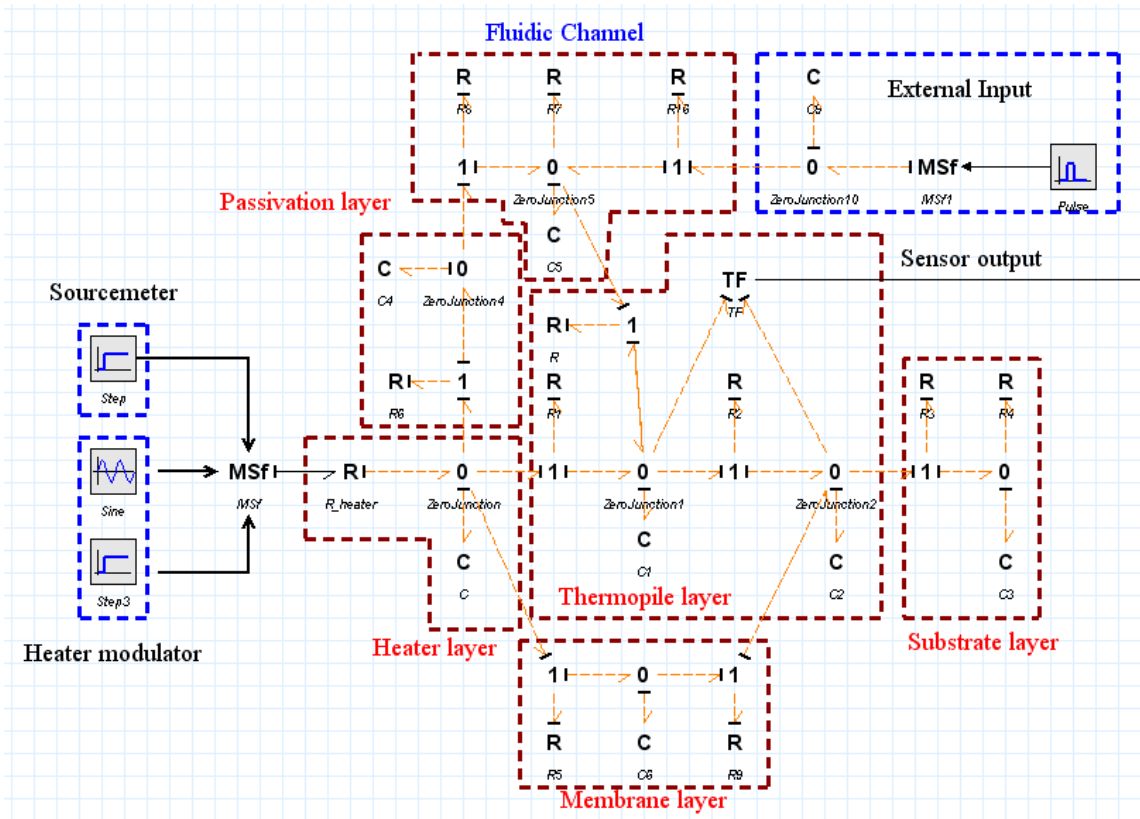 Fluidic Channel
R R R C
R8 R7 R16 C9
External Input
1 0 1 0 MSf
ZeroJunction5 ZeroJunction10 MSf1 Pulse
Passivation layer
C
C5
C 0
C4 ZeroJunction4
TF
TF
Sensor output
Sourcemeter
R 1
R
Step
R 1 R R R R
R6 R1 R2 R3 R4
MSf R 0 1 0 1 0 1 0
Sine MSf R_heater ZeroJunction ZeroJunction1 ZeroJunction2
C C C C
C C1 C2 C3
Step3
Thermopile layer
Heater modulator
Heater layer
Substrate layer
1 0 1
R C R
R5 C6 R9
Membrane layer